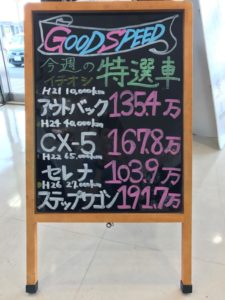 GOODSPEED
今週の
イチオシ 特選車
H21 10,000km
アウトバック 135.4万
H24 40,000km
CX-5 167.8万
H22 65,000km
セレナ 103.9万
H26 27,000km
ステップワゴン 191.7万